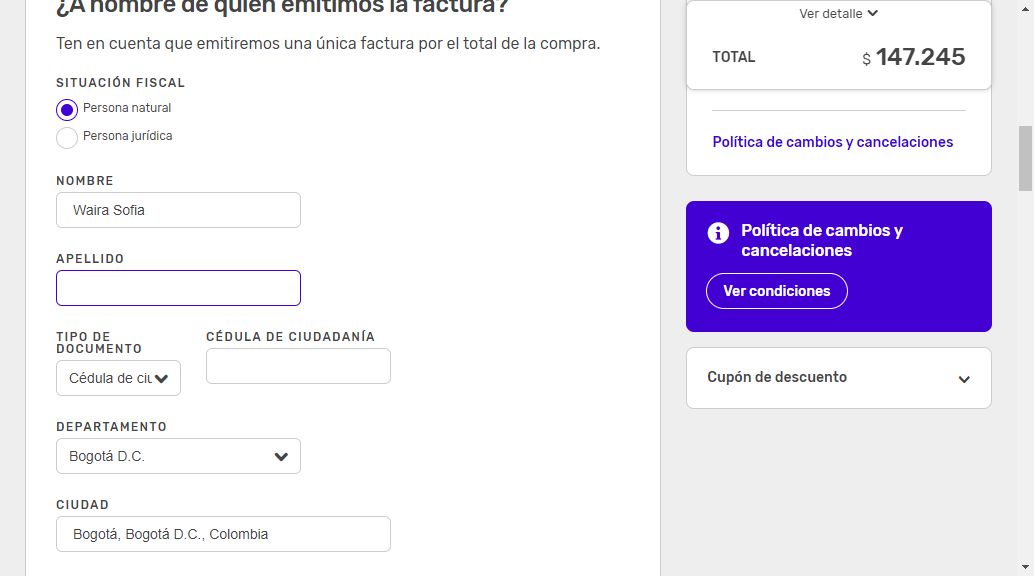 ¿A nombre de quién emitimos la factura?
Ten en cuenta que emitiremos una única factura por el total de la compra.
SITUACIÓN FISCAL
Persona natural
Persona jurídica
NOMBRE
Waira Sofia
APELLIDO
TIPO DE
DOCUMENTO
Cédula de ciu
CÉDULA DE CIUDADANÍA
DEPARTAMENTO
Bogotá D.C.
CIUDAD
Bogotá, Bogotá D.C., Colombia
Ver detalle
TOTAL $ 147.245
Política de cambios y cancelaciones
Política de cambios y
cancelaciones
Ver condiciones
Cupón de descuento